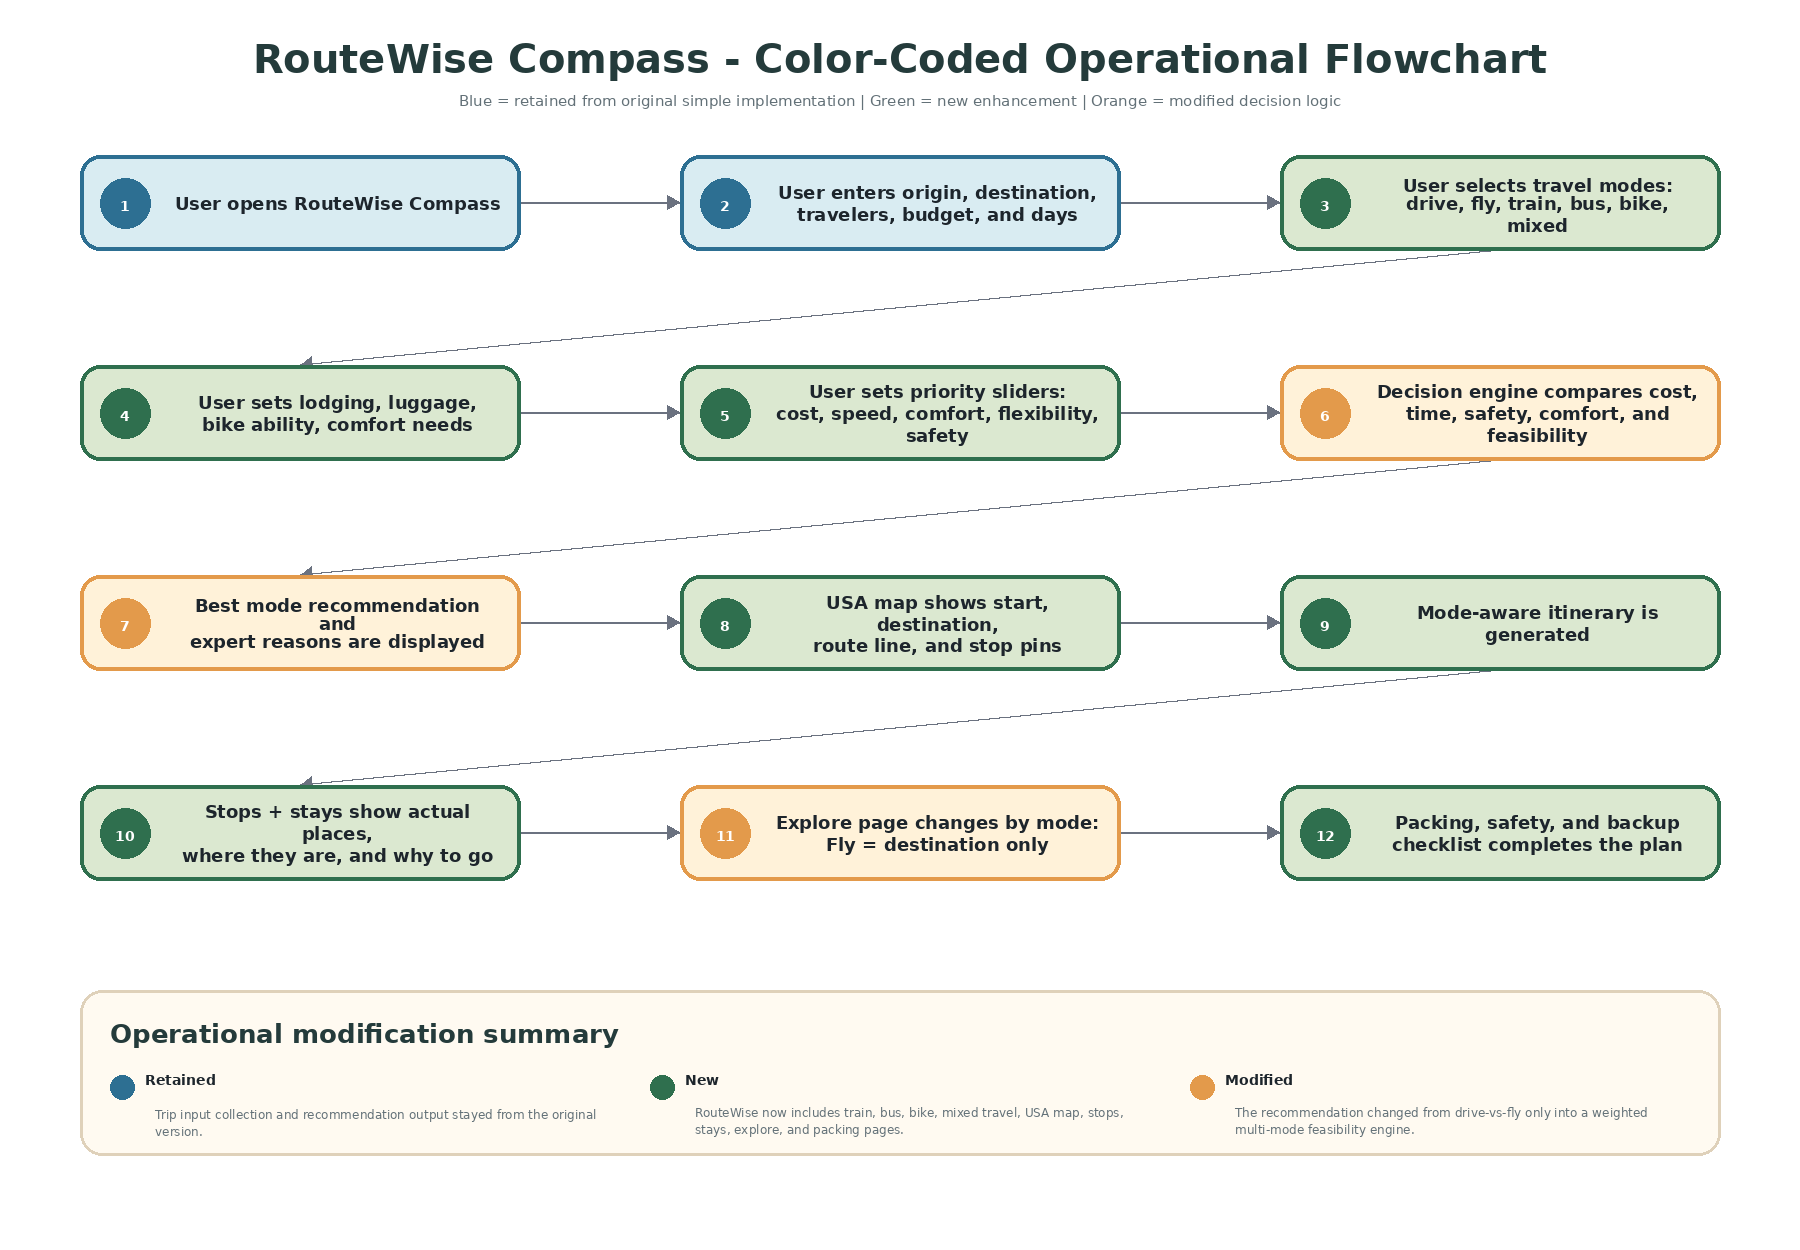 RouteWise Compass - Color-Coded Operational Flowchart
Blue = retained from original simple implementation | Green = new enhancement | Orange = modified decision logic
1
User opens RouteWise Compass
2
User enters origin, destination,
travelers, budget, and days
3
User selects travel modes:
drive, fly, train, bus, bike,
mixed
4
User sets lodging, luggage,
bike ability, comfort needs
5
User sets priority sliders:
cost, speed, comfort, flexibility,
safety
6
Decision engine compares cost,
time, safety, comfort, and
feasibility
7
Best mode recommendation
and
expert reasons are displayed
8
USA map shows start,
destination,
route line, and stop pins
9
Mode-aware itinerary is
generated
10
Stops + stays show actual
places,
where they are, and why to go
11
Explore page changes by mode:
Fly = destination only
12
Packing, safety, and backup
checklist completes the plan
Operational modification summary
Retained
Trip input collection and recommendation output stayed from the original
version.
New
RouteWise now includes train, bus, bike, mixed travel, USA map, stops,
stays, explore, and packing pages.
Modified
The recommendation changed from drive-vs-fly only into a weighted
multi-mode feasibility engine.